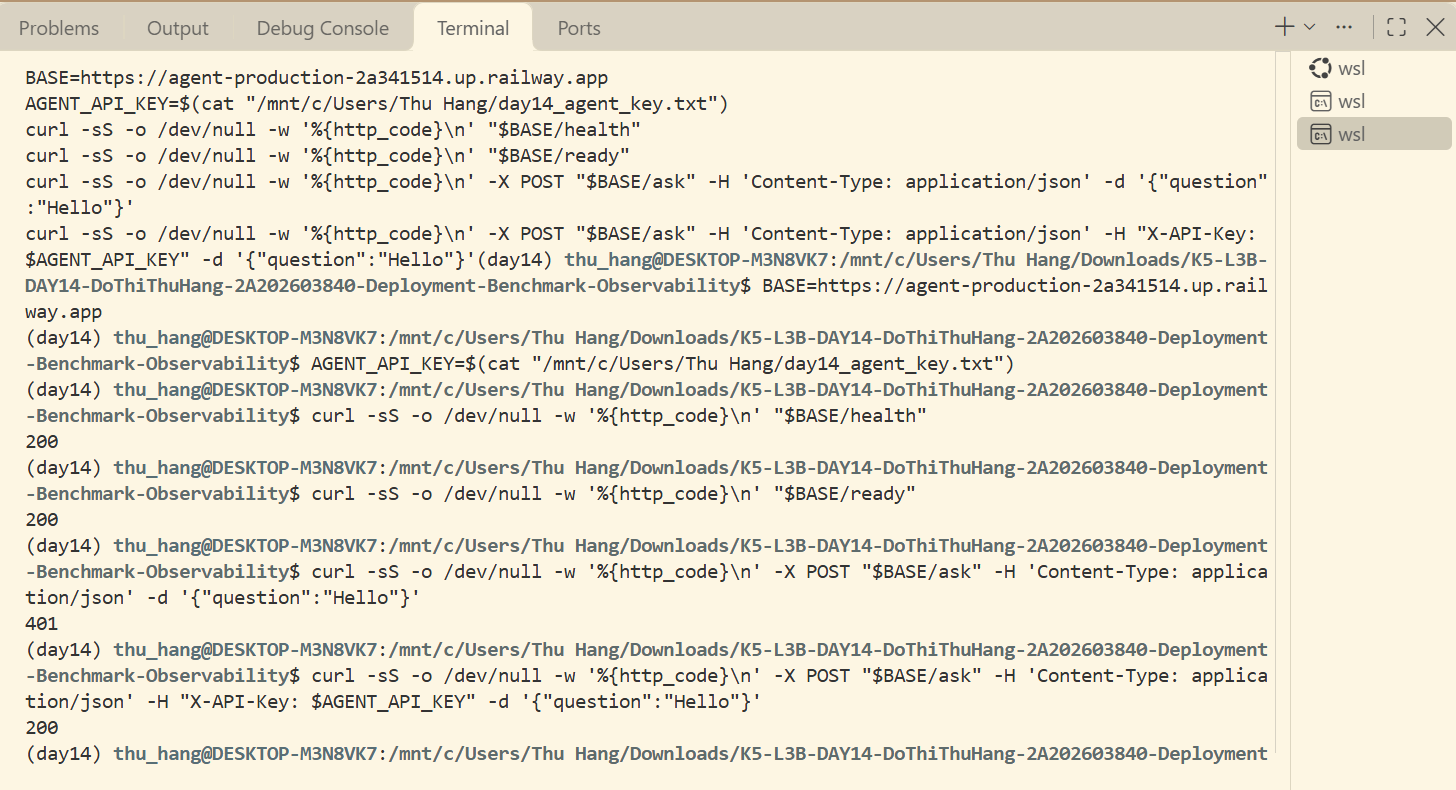 Problems
Output
Debug Console
Terminal
Ports
BASE=https://agent-production-2a341514.up.railway.app
AGENT_API_KEY=$(cat "/mnt/c/Users/Thu Hang/day14_agent_key.txt")
curl -sS -o /dev/null -w '%{http_code}\n' "$BASE/health"
curl -sS -o /dev/null -w '%{http_code}\n' "$BASE/ready"
curl -sS -o /dev/null -w '%{http_code}\n' -X POST "$BASE/ask" -H 'Content-Type: application/json' -d '{"question"
:"Hello"}'
curl -sS -o /dev/null -w '%{http_code}\n' -X POST "$BASE/ask" -H 'Content-Type: application/json' -H "X-API-Key:
$AGENT_API_KEY" -d '{"question":"Hello"}'(day14) thu_hang@DESKTOP-M3N8VK7:/mnt/c/Users/Thu Hang/Downloads/K5-L3B-
DAY14-DoThiThuHang-2A202603840-Deployment-Benchmark-Observability$ BASE=https://agent-production-2a341514.up.rail
way.app
(day14) thu_hang@DESKTOP-M3N8VK7:/mnt/c/Users/Thu Hang/Downloads/K5-L3B-DAY14-DoThiThuHang-2A202603840-Deployment
-Benchmark-Observability$ AGENT_API_KEY=$(cat "/mnt/c/Users/Thu Hang/day14_agent_key.txt")
(day14) thu_hang@DESKTOP-M3N8VK7:/mnt/c/Users/Thu Hang/Downloads/K5-L3B-DAY14-DoThiThuHang-2A202603840-Deployment
-Benchmark-Observability$ curl -sS -o /dev/null -w '%{http_code}\n' "$BASE/health"
200
(day14) thu_hang@DESKTOP-M3N8VK7:/mnt/c/Users/Thu Hang/Downloads/K5-L3B-DAY14-DoThiThuHang-2A202603840-Deployment
-Benchmark-Observability$ curl -sS -o /dev/null -w '%{http_code}\n' "$BASE/ready"
200
(day14) thu_hang@DESKTOP-M3N8VK7:/mnt/c/Users/Thu Hang/Downloads/K5-L3B-DAY14-DoThiThuHang-2A202603840-Deployment
-Benchmark-Observability$ curl -sS -o /dev/null -w '%{http_code}\n' -X POST "$BASE/ask" -H 'Content-Type: applica
tion/json' -d '{"question":"Hello"}'
401
(day14) thu_hang@DESKTOP-M3N8VK7:/mnt/c/Users/Thu Hang/Downloads/K5-L3B-DAY14-DoThiThuHang-2A202603840-Deployment
-Benchmark-Observability$ curl -sS -o /dev/null -w '%{http_code}\n' -X POST "$BASE/ask" -H 'Content-Type: applica
tion/json' -H "X-API-Key: $AGENT_API_KEY" -d '{"question":"Hello"}'
200
(day14) thu_hang@DESKTOP-M3N8VK7:/mnt/c/Users/Thu Hang/Downloads/K5-L3B-DAY14-DoThiThuHang-2A202603840-Deployment
wsl
wsl
wsl